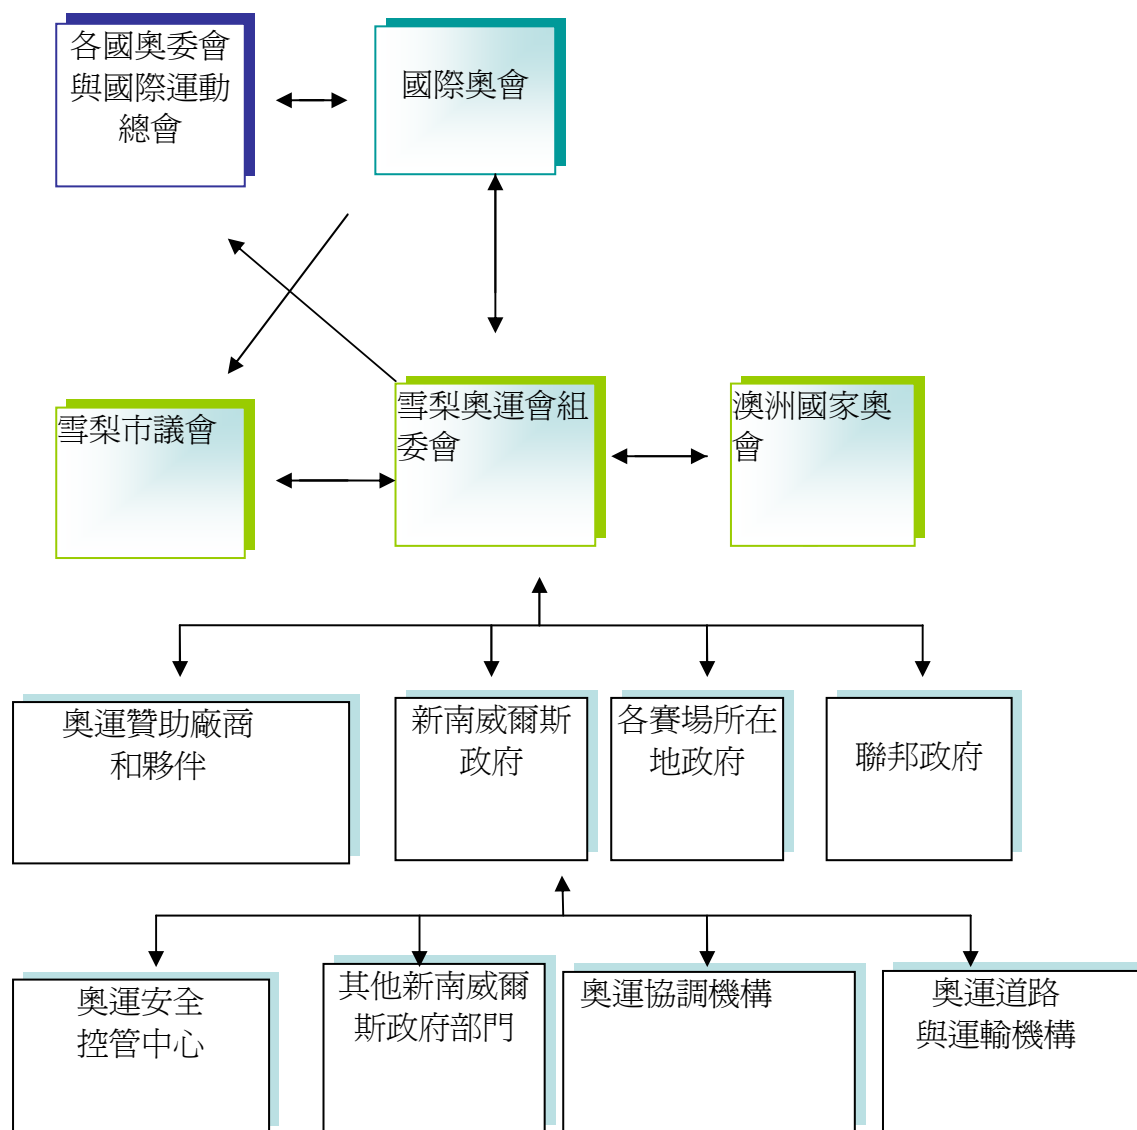 各國奧委會
與國際運動
總會
國際奧會
雪梨市議會
雪梨奧運會組
委會
澳洲國家奧
會
奧運贊助廠商
和夥伴
新南威爾斯
政府
各賽場所在
地政府
聯邦政府
奧運安全
控管中心
其他新南威爾
斯政府部門
奧運協調機構
奧運道路
與運輸機構